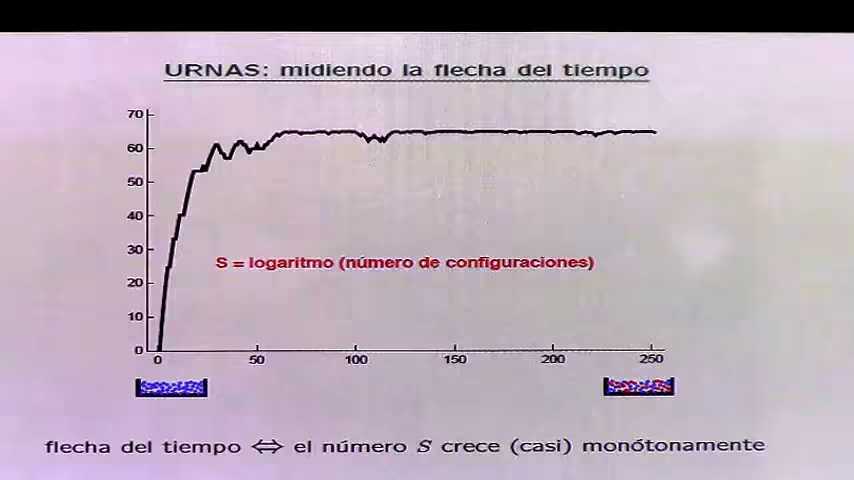 URNAS: midiendo la flecha del tiempo
70
60
50
40
30
20
10
0
S = logaritmo (número de configuraciones)
0 50 100 150 200 250
flecha del tiempo ⇔ el número S crece (casi) monótonamente